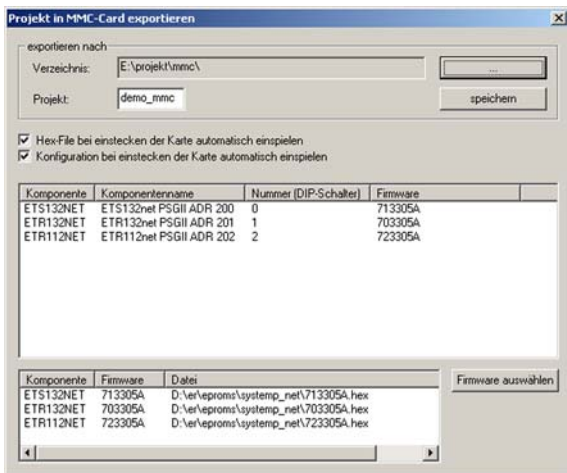 Projekt in MMC-Card exportieren
exportieren nach
Verzeichnis: E:\projekt\mmc\ ...
Projekt: demo_mmc speichern
Hex-File bei einstecken der Karte automatisch einspielen
Konfiguration bei einstecken der Karte automatisch einspielen
Komponente Komponentenname Nummer (DIP-Schalter) Firmware
ETS132NET ETS132net PSGII ADR 200 0 713305A
ETR132NET ETR132net PSGII ADR 201 1 703305A
ETR112NET ETR112net PSGII ADR 202 2 723305A
Komponente Firmware Datei Firmware auswählen
ETS132NET 713305A D:\er\eproms\systemp_net\713305A.hex
ETR132NET 703305A D:\er\eproms\systemp_net\703305A.hex
ETR112NET 723305A D:\er\eproms\systemp_net\723305A.hex